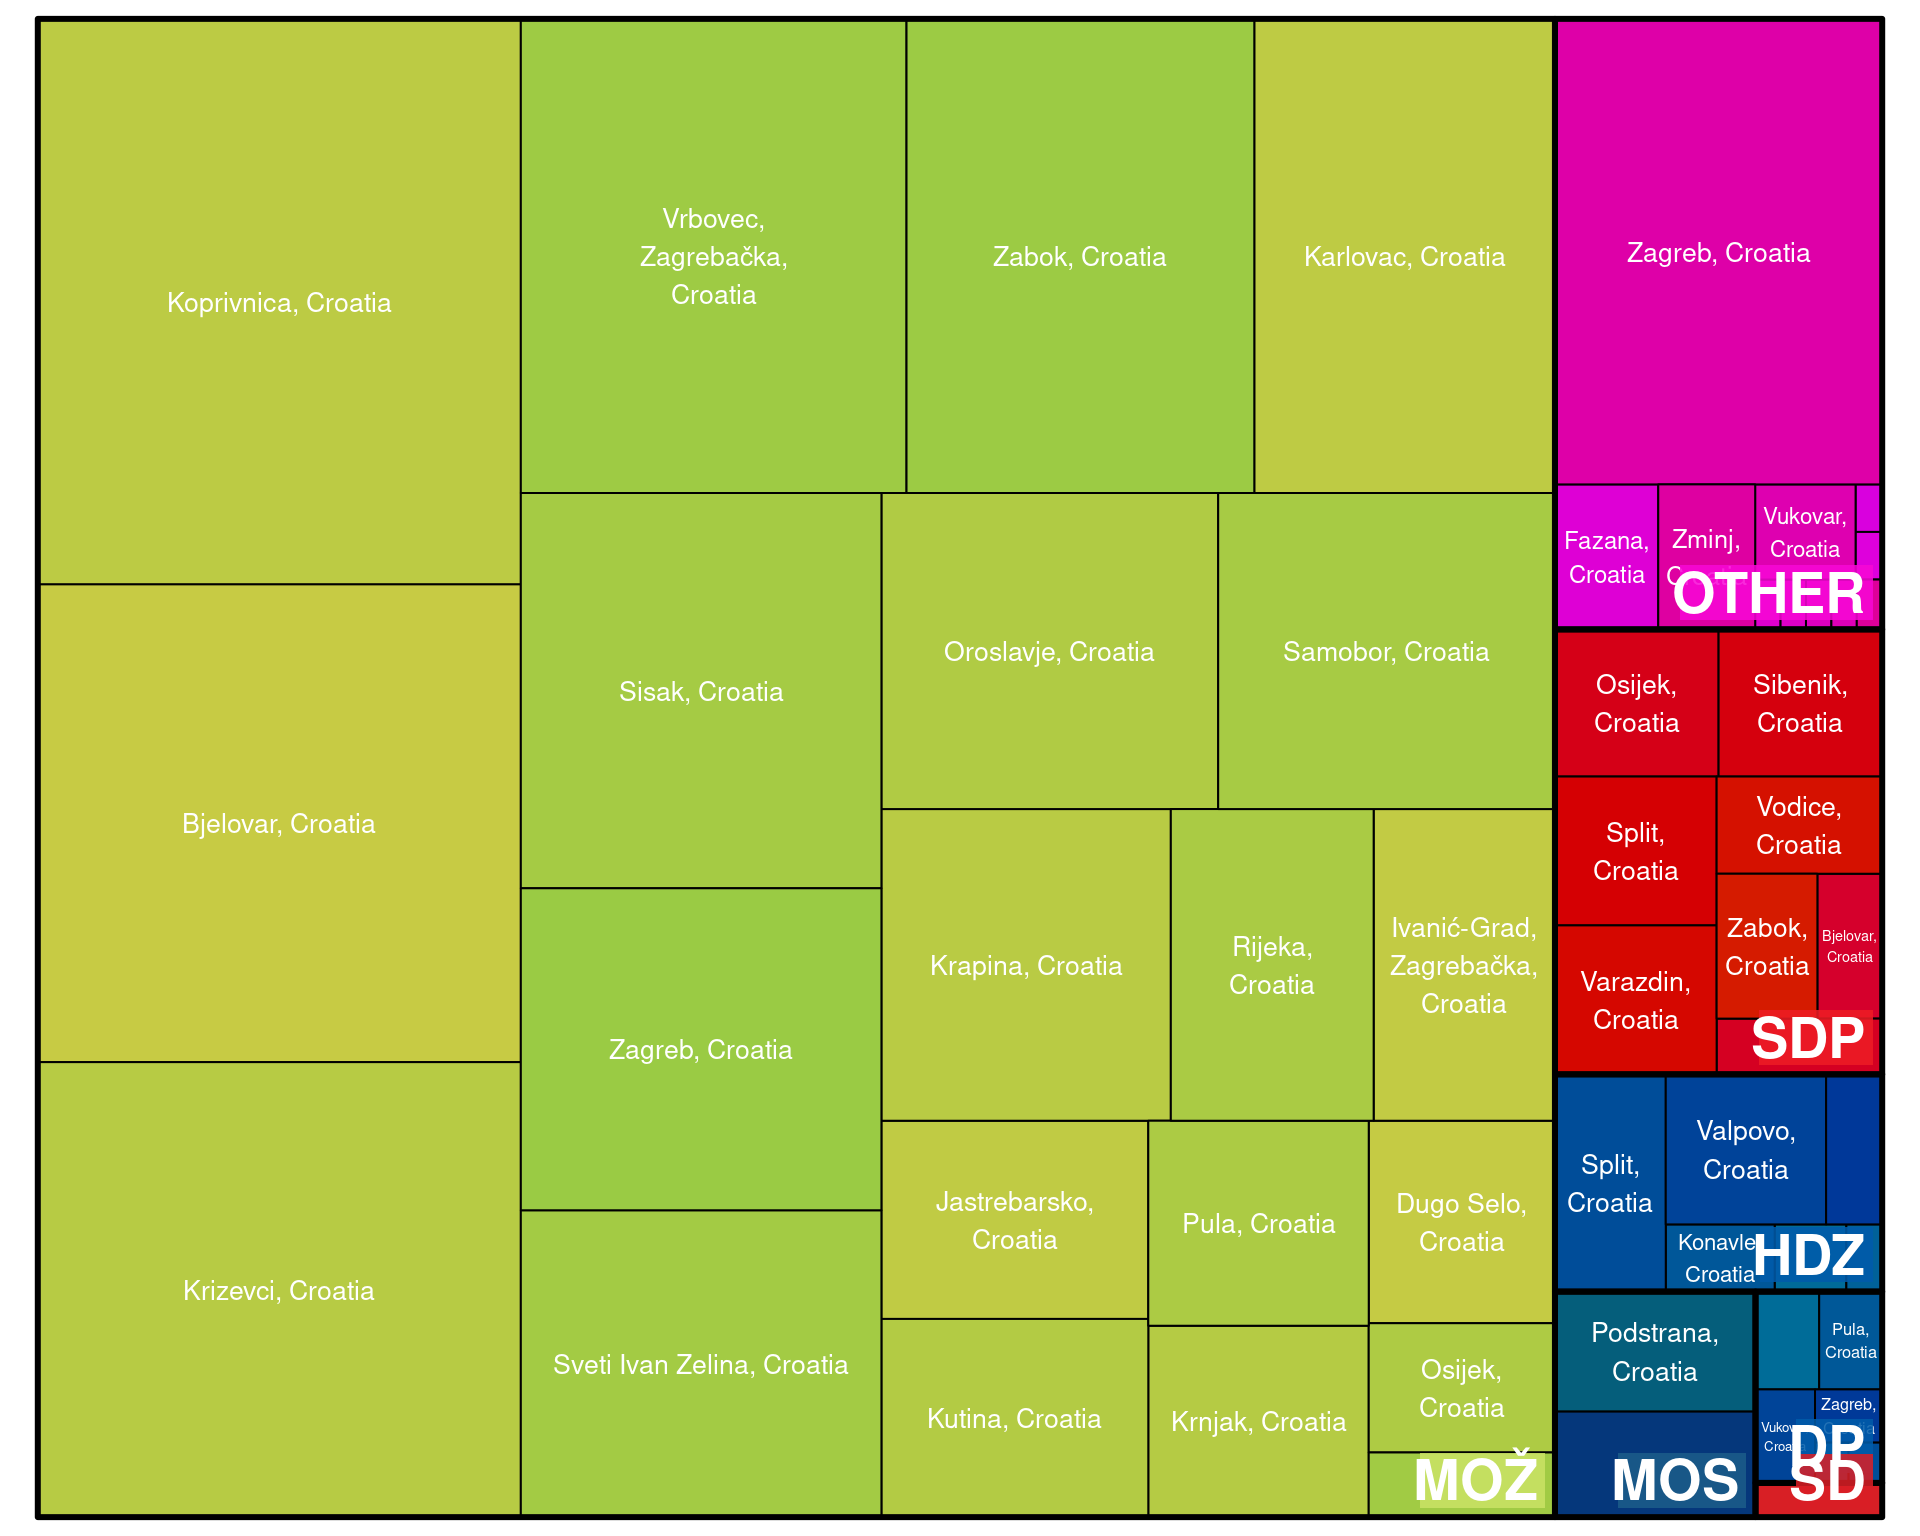 Koprivnica, Croatia
Bjelovar, Croatia
Krizevci, Croatia
Vrbovec,
Zagrebačka,
Croatia
Zabok, Croatia
Karlovac, Croatia
Sisak, Croatia
Zagreb, Croatia
Sveti Ivan Zelina, Croatia
Oroslavje, Croatia
Samobor, Croatia
Krapina, Croatia
Rijeka,
Croatia
Ivanić-Grad,
Zagrebačka,
Croatia
Jastrebarsko,
Croatia
Kutina, Croatia
Pula, Croatia
Krnjak, Croatia
Dugo Selo,
Croatia
Osijek,
Croatia
MOŽ
Zagreb, Croatia
Fazana,
Croatia
Zminj,
Vukovar,
Croatia
OTHER
Osijek,
Croatia
Sibenik,
Croatia
Split,
Croatia
Varazdin,
Croatia
Vodice,
Croatia
Zabok,
Croatia
Bjelovar,
Croatia
SDP
Split,
Croatia
Valpovo,
Croatia
Konavle
Croatia
HDZ
Podstrana,
Croatia
MOS
Pula,
Croatia
Zagreb,
DP
SD